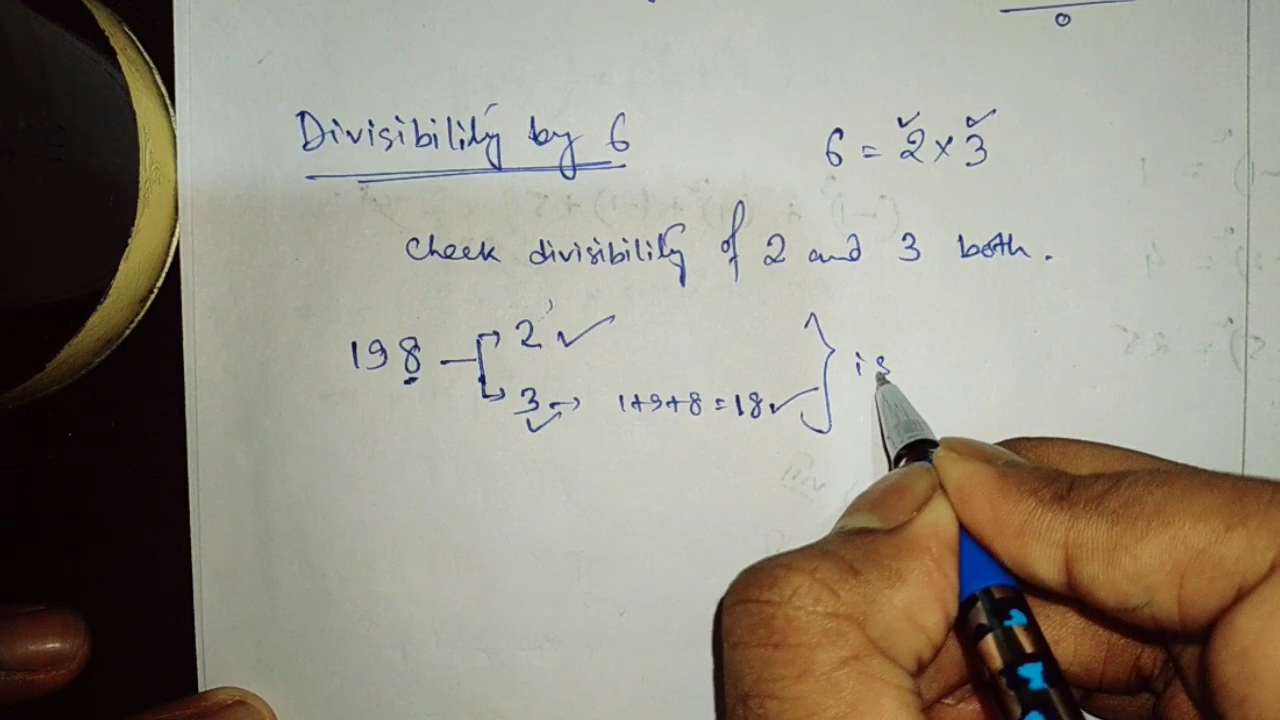 0
Divisibility by 6
6 = 2 × 3
Check divisibility of 2 and 3 both.
198 → 2 ✓
→ 3 → 1+9+8 = 18 ✓ } is